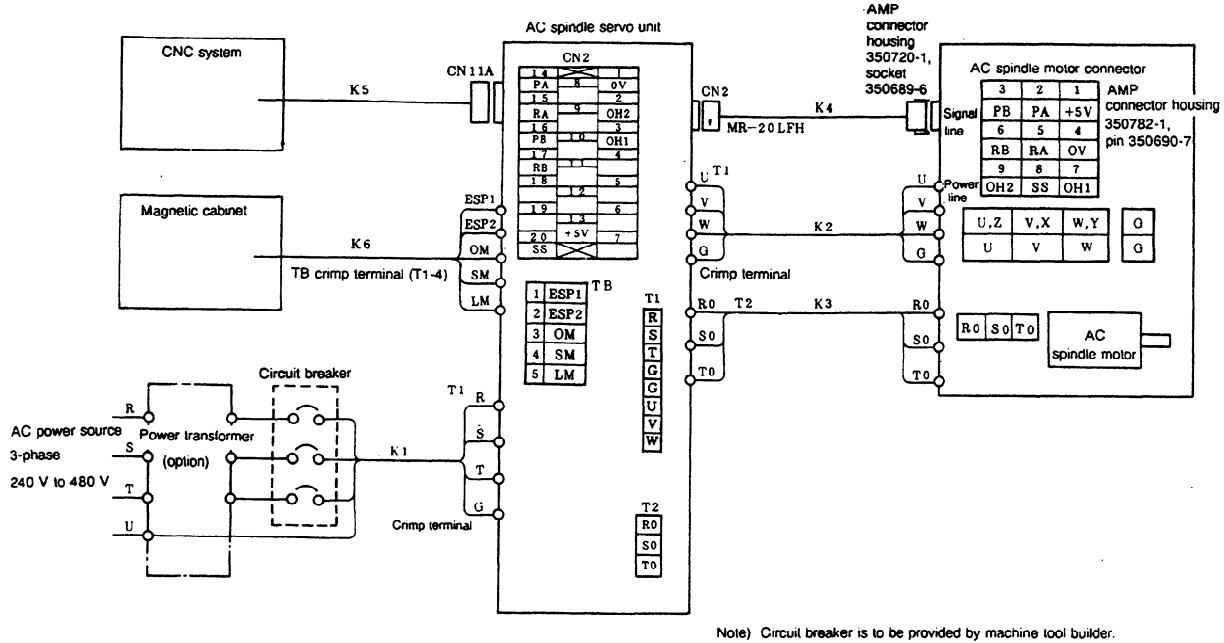 AC spindle servo unit
AMP
connector
housing
350720-1,
socket
350689-6
CNC system
K5
CN11A
CN2
14 1
PA 8 0V
15 2
RA 9 OH2
16 3
PB 10 OH1
17 4
RB 11
18 5
12
19 6
13
20 +5V 7
SS
CN2
MR-20LFH
K4
AC spindle motor connector
Signal
line
3 2 1
PB PA +5V
6 5 4
RB RA 0V
9 8 7
OH2 SS OH1
AMP
connector housing
350782-1,
pin 350690-7
Magnetic cabinet
K6
TB crimp terminal (T1-4)
ESP1
ESP2
OM
SM
LM
TB
1 ESP1
2 ESP2
3 OM
4 SM
5 LM
U T1
V
W
G
Crimp terminal
K2
U
V
W
G
Power
line
U,Z V,X W,Y G
U V W G
T1
R
S
T
G
G
U
V
W
R0 T2
S0
T0
K3
R0
S0
T0
R0 S0 T0
AC
spindle motor
Circuit breaker
AC power source
3-phase
240 V to 480 V
R
S
T
U
Power transformer
(option)
K1
T1
R
S
T
G
Crimp terminal
T2
R0
S0
T0
Note) Circuit breaker is to be provided by machine tool builder.